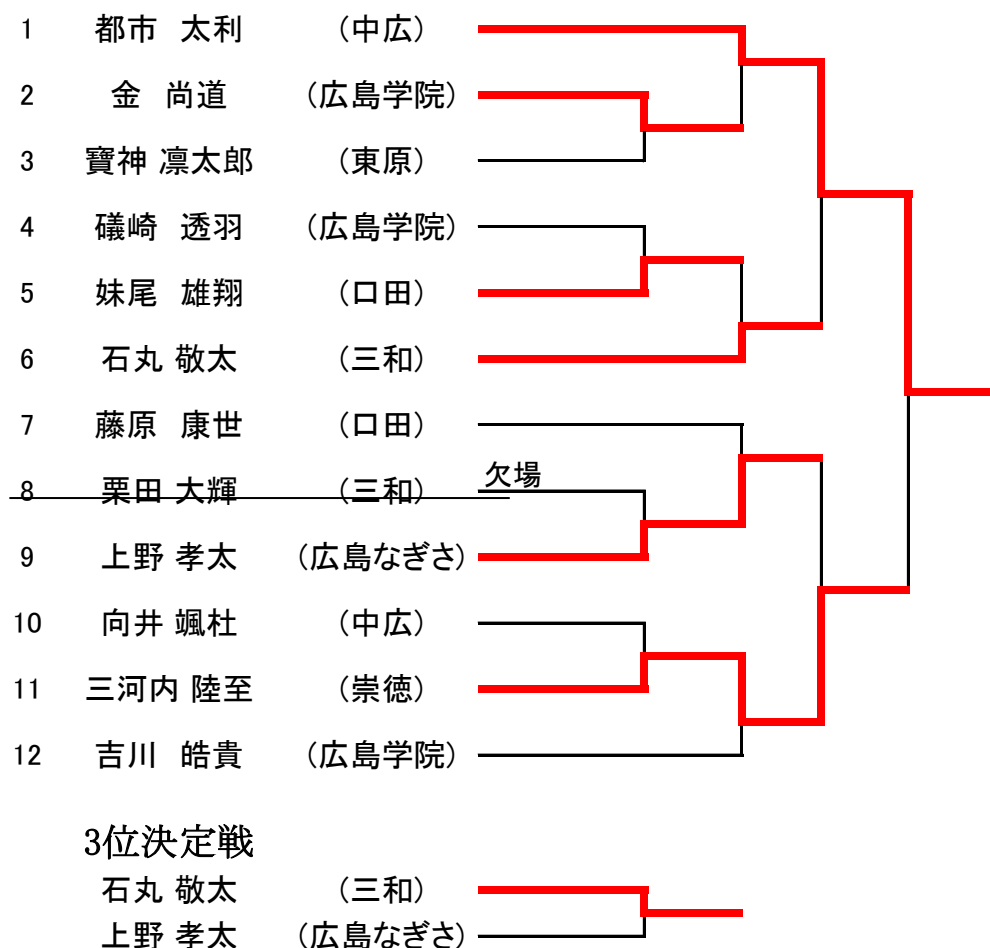 1 都市 太利 (中広)
2 金 尚道 (広島学院)
3 寶神 凛太郎 (東原)
4 礒崎 透羽 (広島学院)
5 妹尾 雄翔 (口田)
6 石丸 敬太 (三和)
7 藤原 康世 (口田)
8 栗田 大輝 (三和) 欠場
9 上野 孝太 (広島なぎさ)
10 向井 颯杜 (中広)
11 三河内 陸至 (崇徳)
12 吉川 皓貴 (広島学院)
3位決定戦
石丸 敬太 (三和)
上野 孝太 (広島なぎさ)